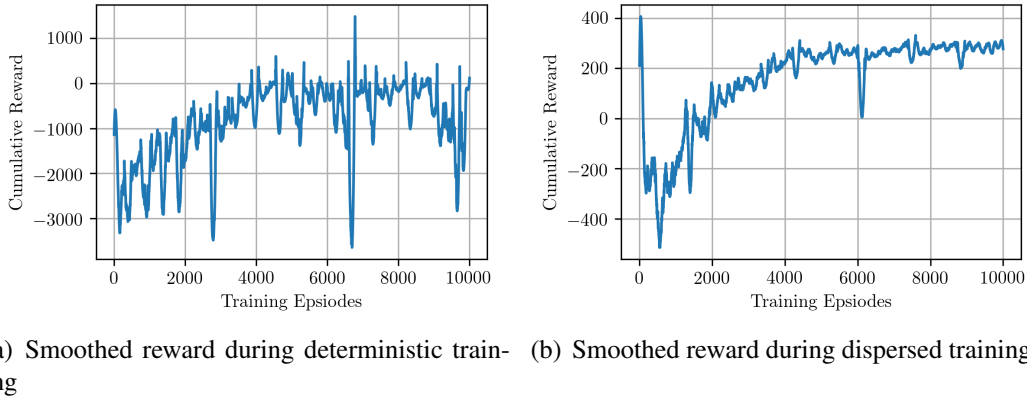 1000
0
−1000
−2000
−3000
Cumulative Reward
0 2000 4000 6000 8000 10000
Training Epsiodes
400
200
0
−200
−400
Cumulative Reward
0 2000 4000 6000 8000 10000
Training Epsiodes
) Smoothed reward during deterministic train-
ng
(b) Smoothed reward during dispersed training